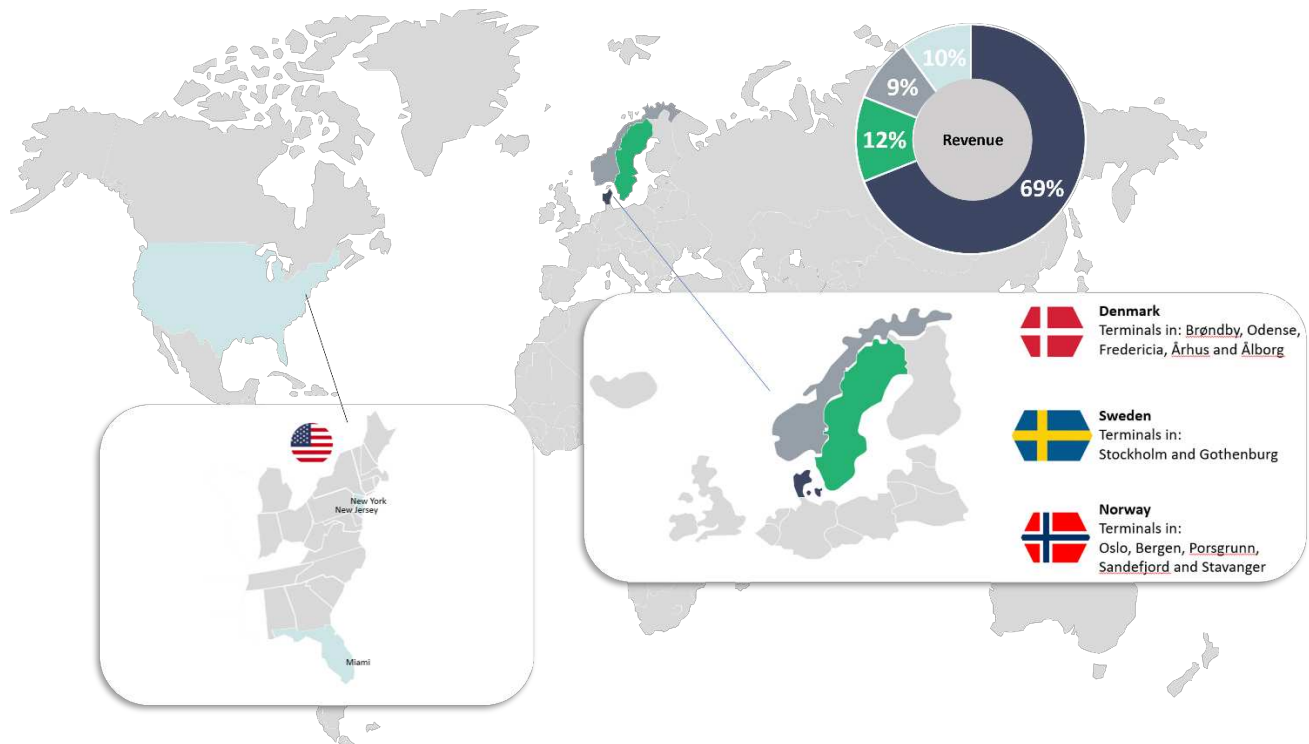 10%
9%
12%
Revenue
69%
Denmark
Terminals in: Brøndby, Odense,
Fredericia, Århus and Ålborg
Sweden
Terminals in:
Stockholm and Gothenburg
Norway
Terminals in:
Oslo, Bergen, Porsgrunn,
Sandefjord and Stavanger
New York
New Jersey
Miami